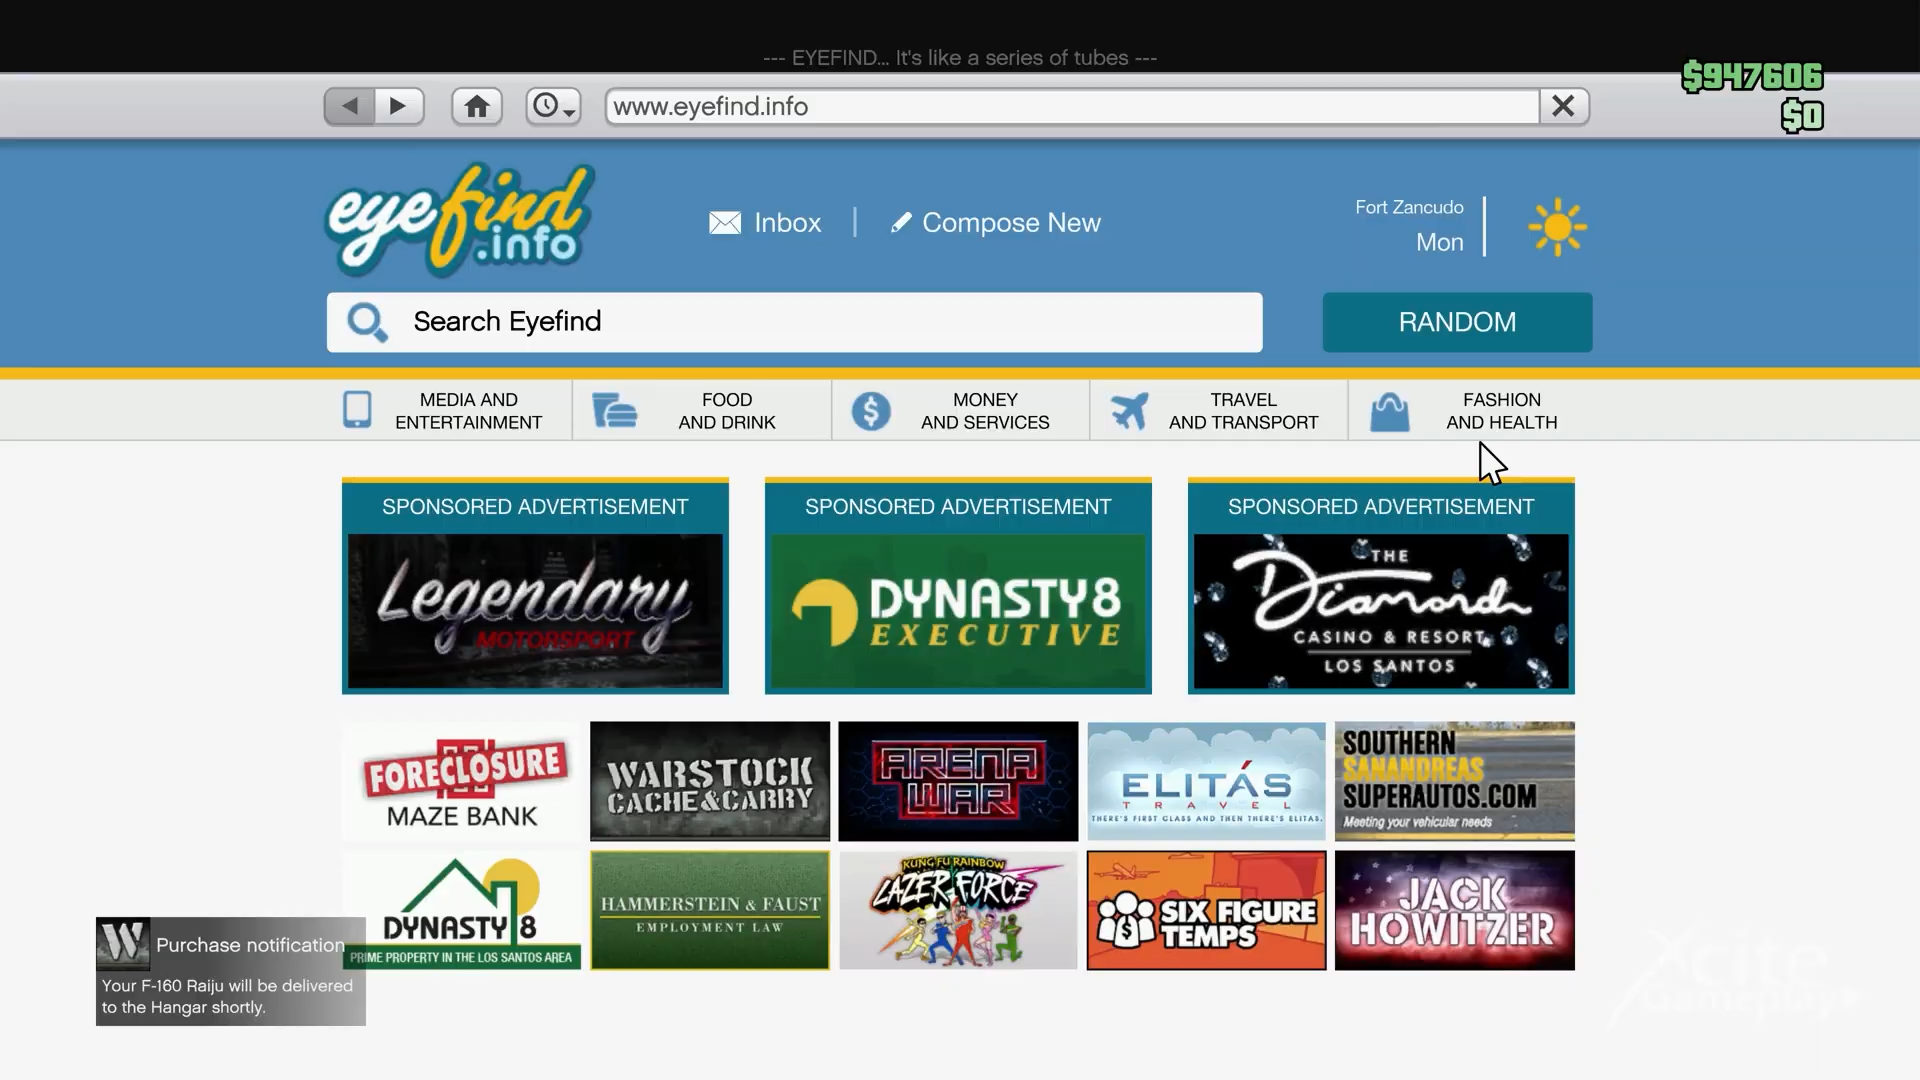 --- EYEFIND... It's like a series of tubes ---
$947606
$0
www.eyefind.info
eyefind
.info
Inbox
Compose New
Fort Zancudo
Mon
Search Eyefind
RANDOM
MEDIA AND
ENTERTAINMENT
FOOD
AND DRINK
MONEY
AND SERVICES
TRAVEL
AND TRANSPORT
FASHION
AND HEALTH
SPONSORED ADVERTISEMENT
Legendary
MOTORSPORT
SPONSORED ADVERTISEMENT
DYNASTY 8
EXECUTIVE
SPONSORED ADVERTISEMENT
THE
Diamond
CASINO & RESORT
LOS SANTOS
FORECLOSURE
MAZE BANK
WARSTOCK
CACHE & CARRY
ARENA
WAR
ELITÁS
TRAVEL
THERE'S FIRST CLASS AND THEN THERE'S ELITAS.
SOUTHERN
SANANDREAS
SUPERAUTOS.COM
Meeting your vehicular needs
DYNASTY 8
PRIME PROPERTY IN THE LOS SANTOS AREA
HAMMERSTEIN & FAUST
EMPLOYMENT LAW
KUNG FU RAINBOW
LAZER FORCE
SIX FIGURE
TEMPS
JACK
HOWITZER
W
Purchase notification
Your F-160 Raiju will be delivered
to the Hangar shortly.
Xcite
Gameplay+